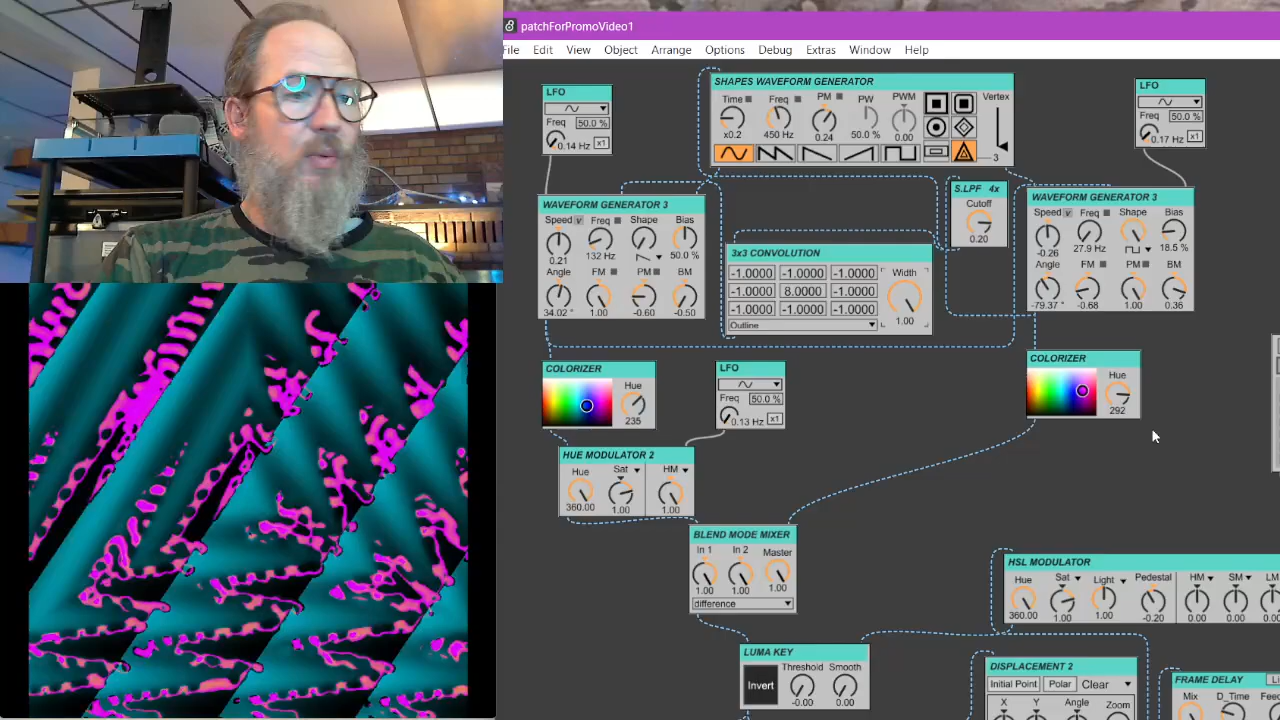 patchForPromoVideo1
File Edit View Object Arrange Options Debug Extras Window Help
LFO
50.0 %
Freq
0.14 Hz x1
SHAPES WAVEFORM GENERATOR
Time Freq PM PW PWM Vertex
x0.2 450 Hz 0.24 50.0 % 0.00
3
LFO
50.0 %
Freq
0.17 Hz x1
WAVEFORM GENERATOR 3
Speed v Freq Shape Bias
0.21 132 Hz 50.0 %
Angle FM PM BM
34.02 ° 1.00 -0.60 -0.50
3x3 CONVOLUTION
-1.0000 -1.0000 -1.0000 Width
-1.0000 8.0000 -1.0000
-1.0000 -1.0000 -1.0000
Outline 1.00
S.LPF 4x
Cutoff
0.20
WAVEFORM GENERATOR 3
Speed v Freq Shape Bias
-0.26 27.9 Hz 18.5 %
Angle FM PM BM
-79.37 ° -0.68 1.00 0.36
COLORIZER
Hue
235
LFO
Freq 50.0 %
0.13 Hz x1
COLORIZER
Hue
292
HUE MODULATOR 2
Hue Sat HM
360.00 1.00 1.00
BLEND MODE MIXER
In 1 In 2 Master
1.00 1.00 1.00
difference
HSL MODULATOR
Hue Sat Light Pedestal HM SM LM
360.00 1.00 1.00 -0.20 0.00 0.00
LUMA KEY
Threshold Smooth
Invert
-0.00 0.00
DISPLACEMENT 2
Initial Point Polar Clear
X Y Angle Zoom
FRAME DELAY
Mix D_Time